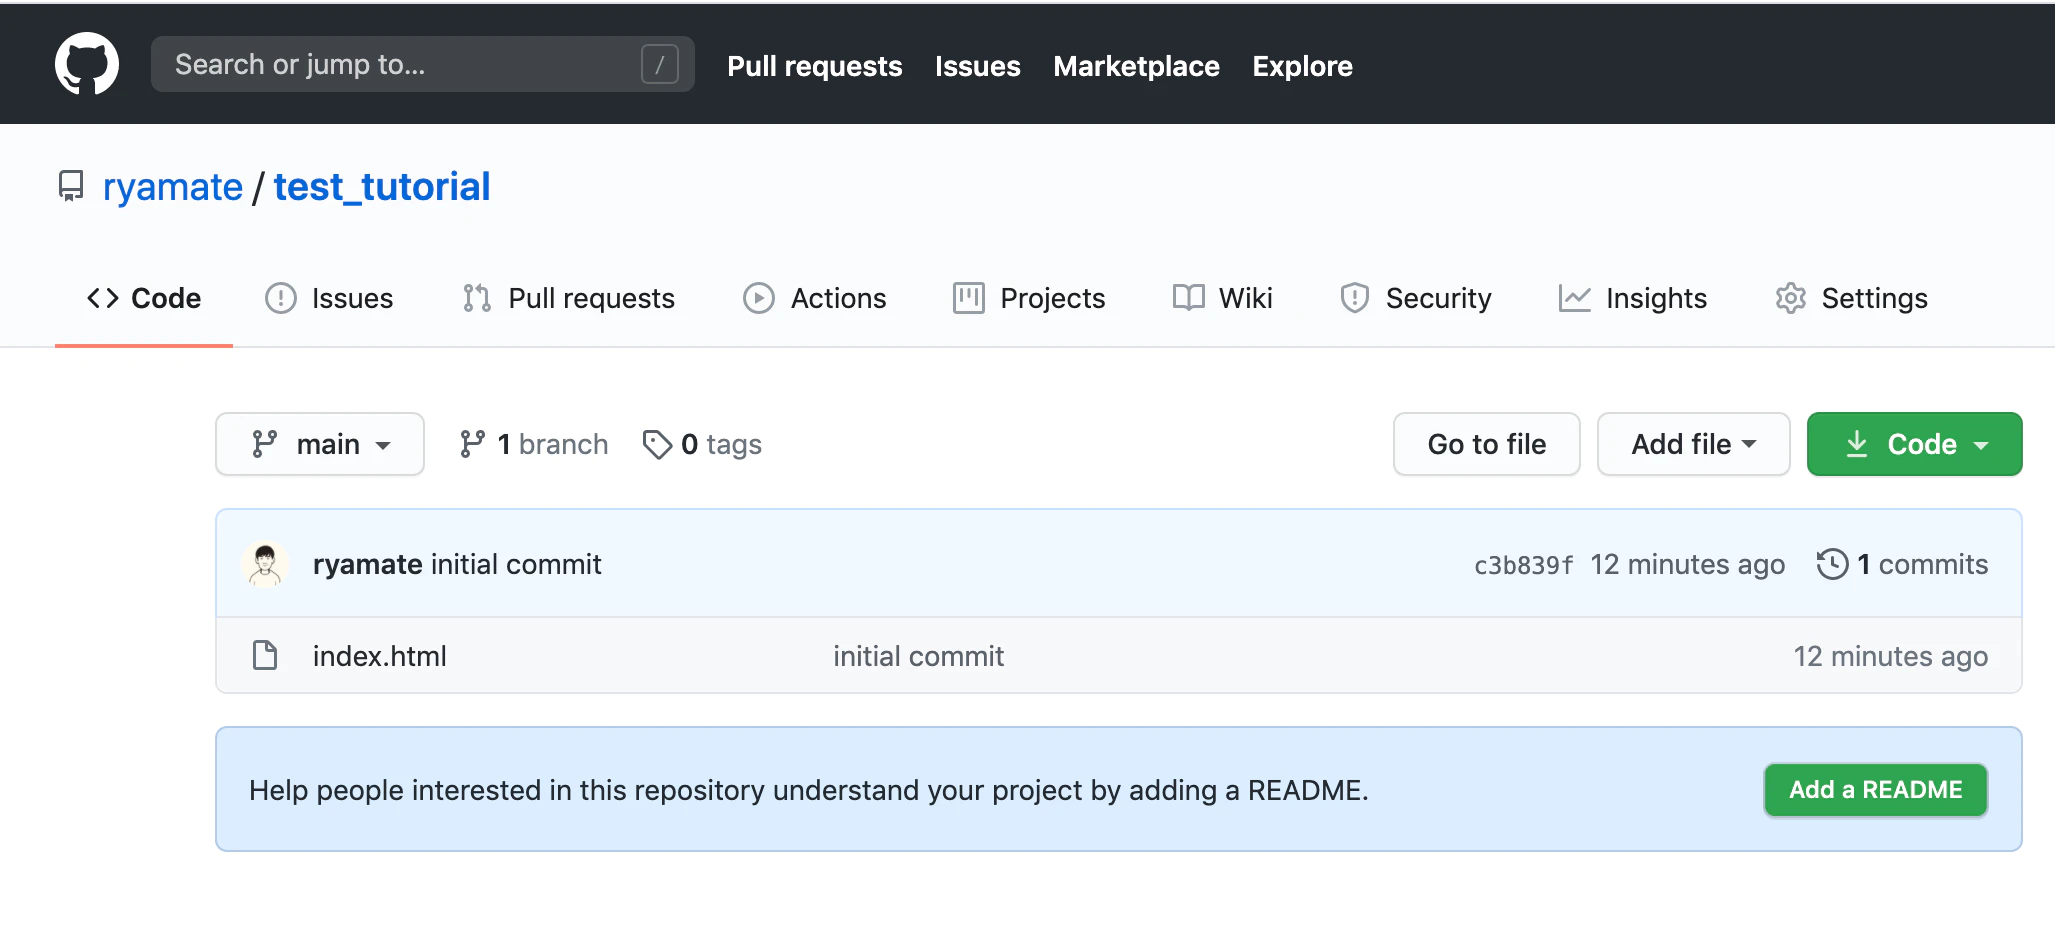 Search or jump to... / Pull requests Issues Marketplace Explore
ryamate / test_tutorial
Code Issues Pull requests Actions Projects Wiki Security Insights Settings
main 1 branch 0 tags Go to file Add file Code
ryamate initial commit c3b839f 12 minutes ago 1 commits
index.html initial commit 12 minutes ago
Help people interested in this repository understand your project by adding a README. Add a README